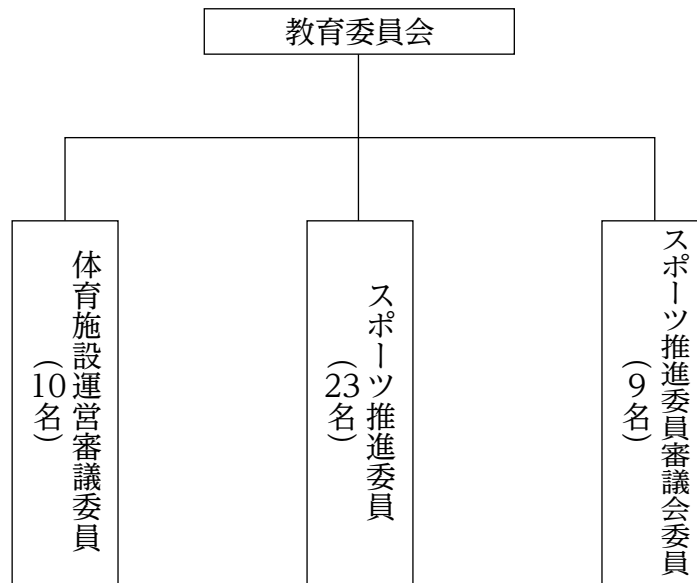 教育委員会
体育施設運営審議委員
（10名）
スポーツ推進委員
（23名）
スポーツ推進委員審議会委員
（9名）